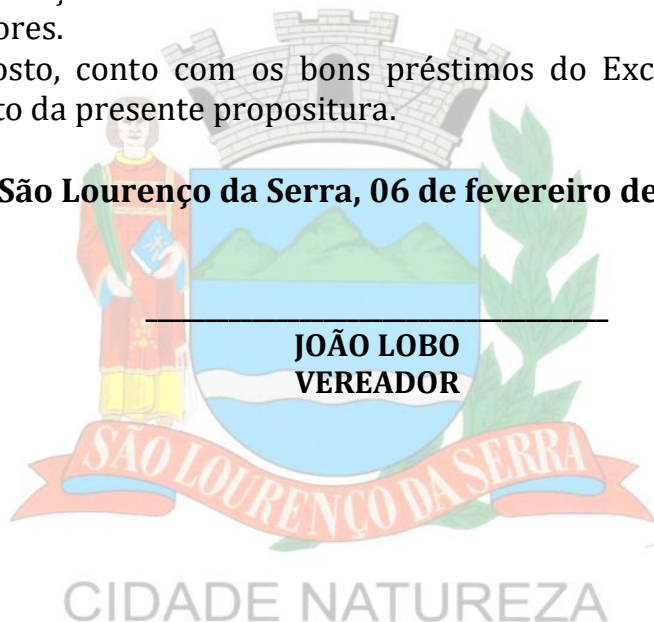 ores.
osto, conto com os bons préstimos do Exc
to da presente propositura.
São Lourenço da Serra, 06 de fevereiro de
JOÃO LOBO
VEREADOR
SÃO LOURENÇO DA SERRA
CIDADE NATUREZA